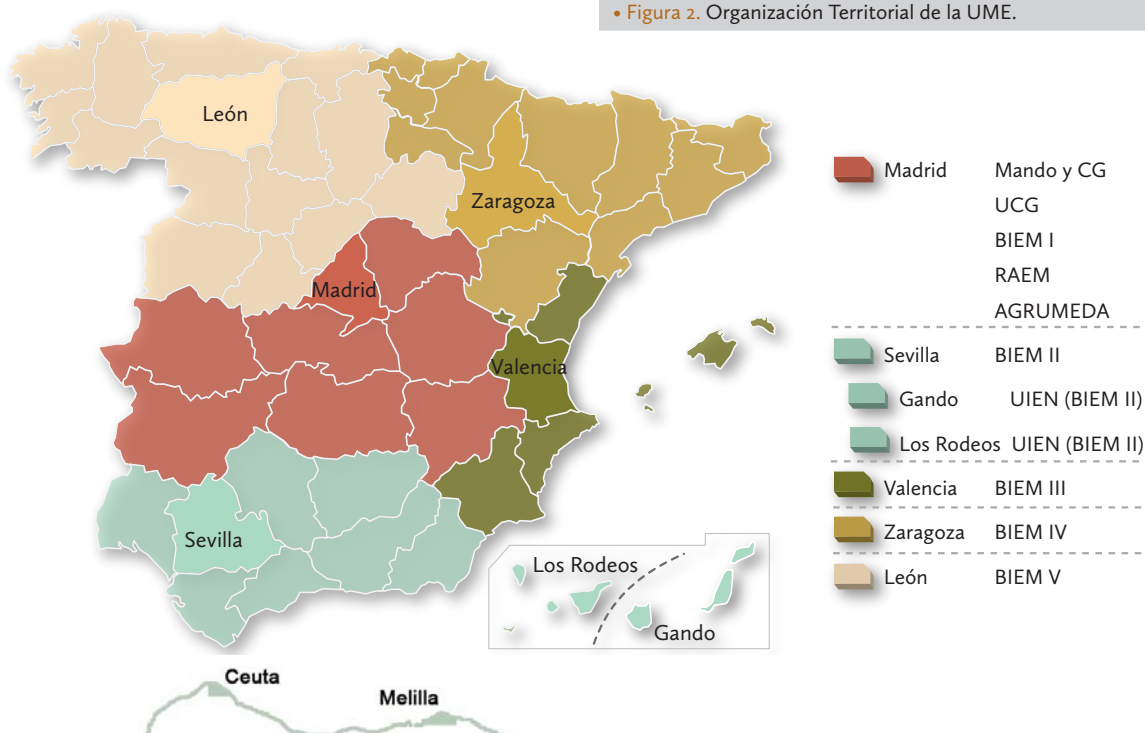 • Figura 2. Organización Territorial de la UME.
León
Zaragoza
Madrid
Valencia
Sevilla
Los Rodeos
Gando
Ceuta
Melilla
Madrid Mando y CG
UCG
BIEM I
RAEM
AGRUMEDA
Sevilla BIEM II
Gando UIEN (BIEM II)
Los Rodeos UIEN (BIEM II)
Valencia BIEM III
Zaragoza BIEM IV
León BIEM V